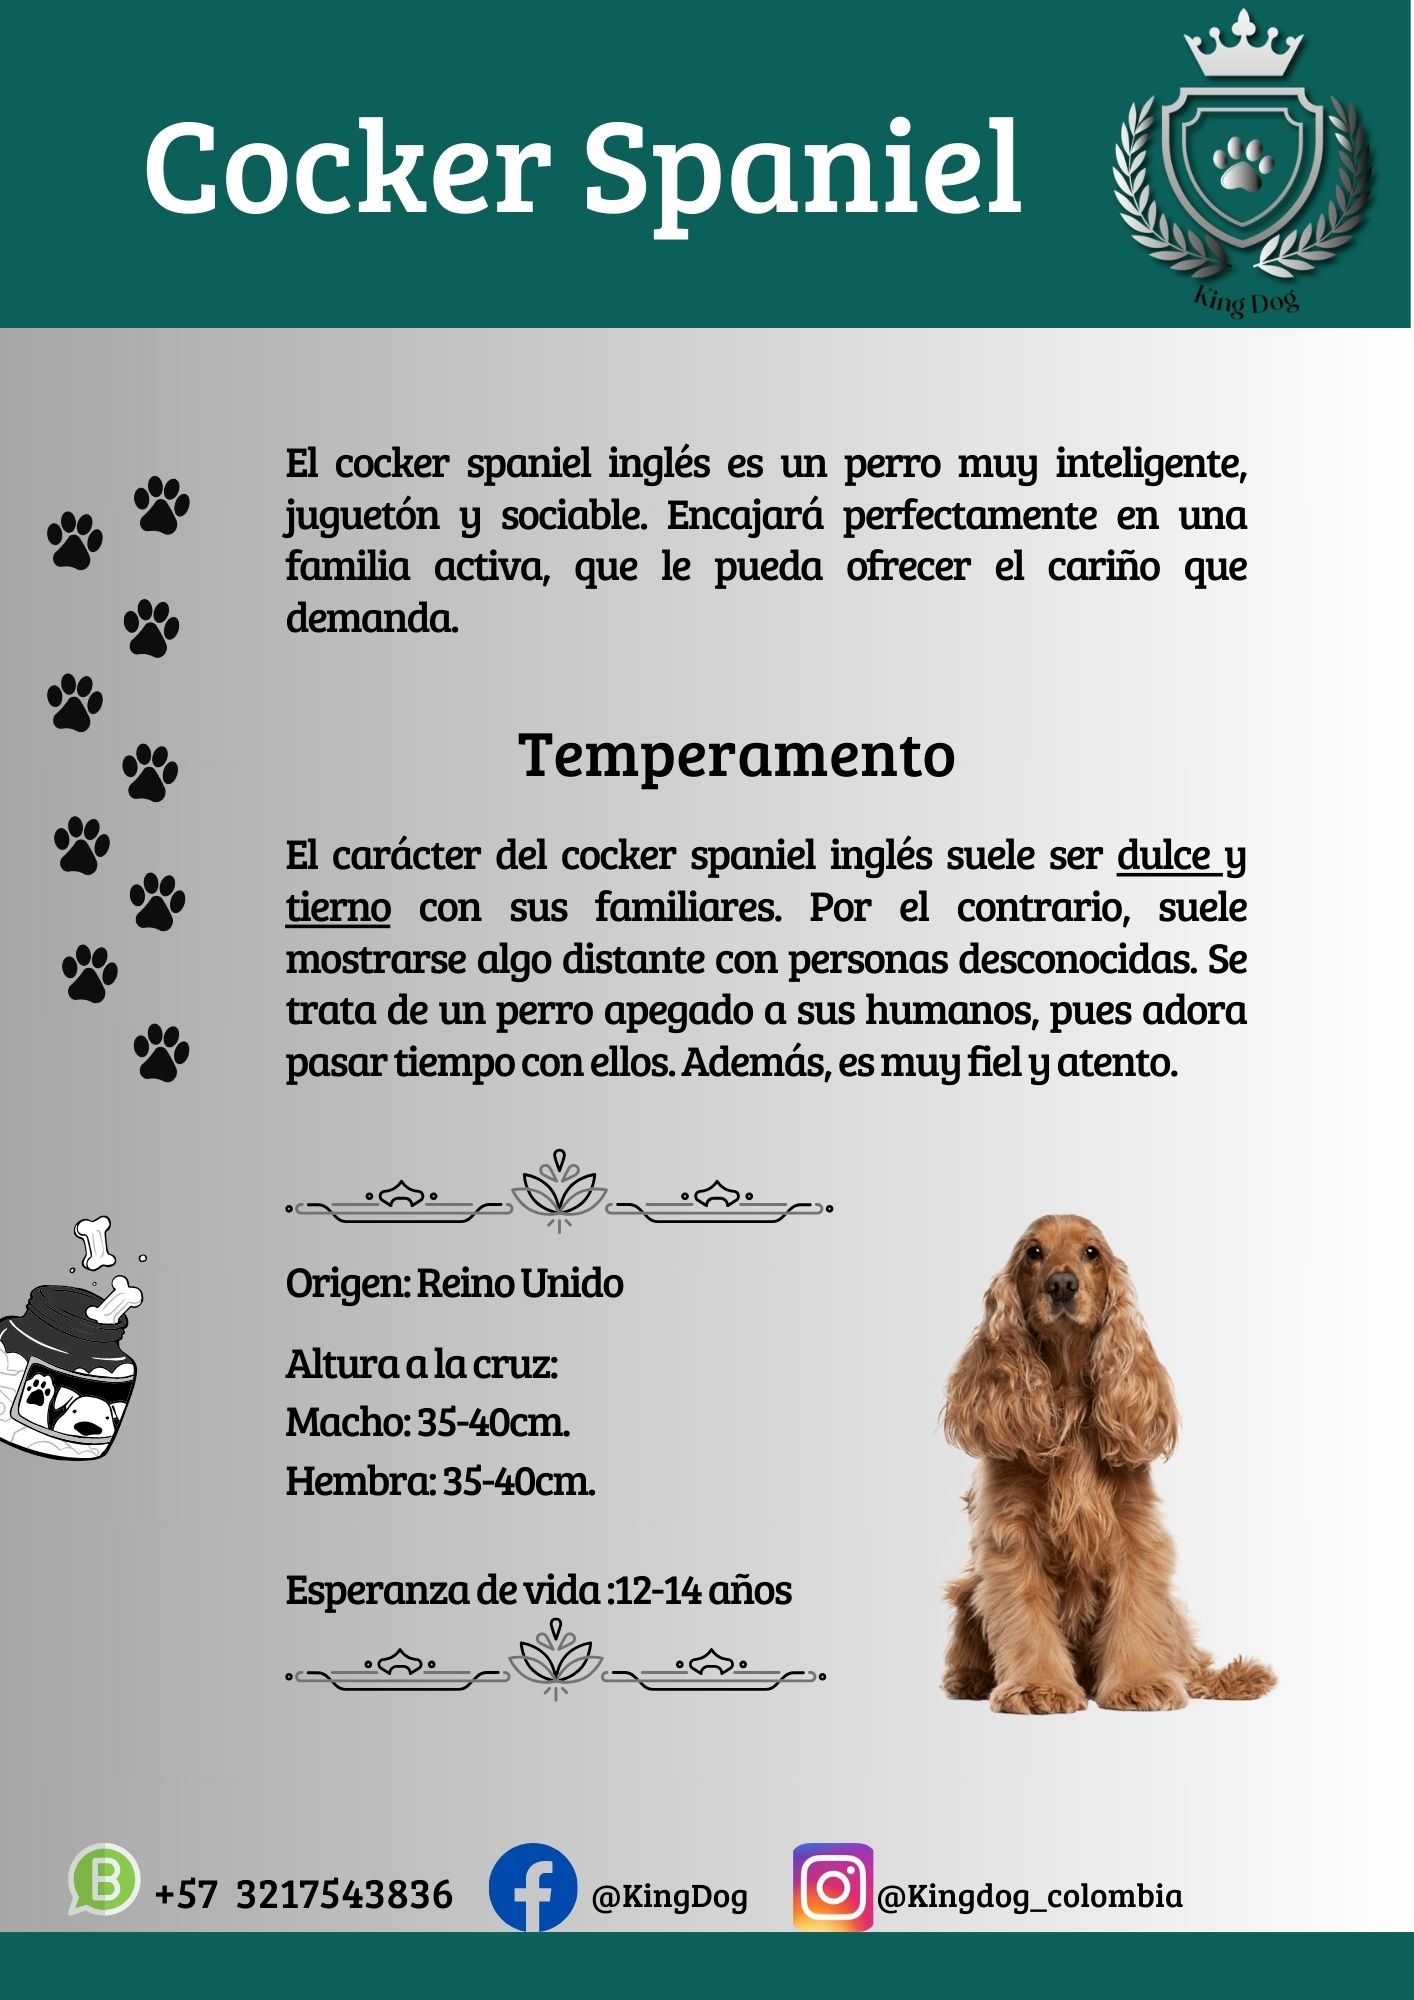 Cocker Spaniel
King Dog
El cocker spaniel inglés es un perro muy inteligente,
juguetón y sociable. Encajará perfectamente en una
familia activa, que le pueda ofrecer el cariño que
demanda.
Temperamento
El carácter del cocker spaniel inglés suele ser dulce y
tierno con sus familiares. Por el contrario, suele
mostrarse algo distante con personas desconocidas. Se
trata de un perro apegado a sus humanos, pues adora
pasar tiempo con ellos. Además, es muy fiel y atento.
Origen: Reino Unido
Altura a la cruz:
Macho: 35-40cm.
Hembra: 35-40cm.
Esperanza de vida :12-14 años
B +57 3217543836 f @KingDog @Kingdog_colombia